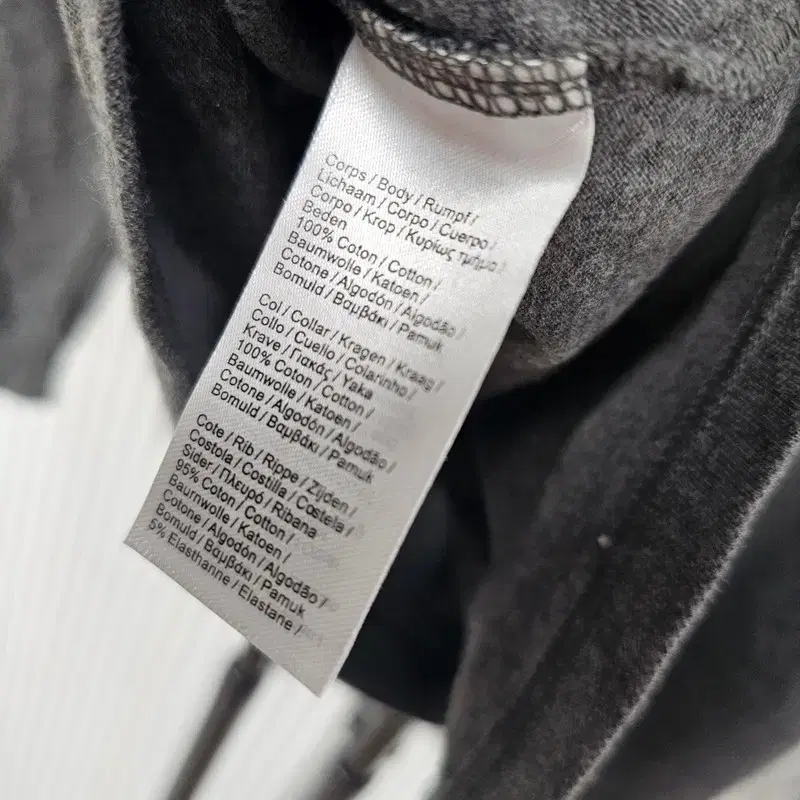 Corps / Body / Rumpf /
Lichaam / Corpo / Cuerpo /
Corpo / Krop / Κυρίως τμήμα /
Beden
100% Coton / Cotton /
Baumwolle / Katoen /
Cotone / Algodón / Algodão /
Bomuld / Βαμβάκι / Pamuk
Col / Collar / Kragen / Kraag /
Collo / Cuello / Colarinho /
Krave / Γιακάς / Yaka
100% Coton / Cotton /
Baumwolle / Katoen /
Cotone / Algodón / Algodão /
Bomuld / Βαμβάκι / Pamuk
Cote / Rib / Rippe / Zijden /
Costola / Costilla / Costela /
Sider / Πλευρό / Ribana
95% Coton / Cotton /
Baumwolle / Katoen /
Cotone / Algodón / Algodão /
Bomuld / Βαμβάκι / Pamuk
5% Elasthanne / Elastane /